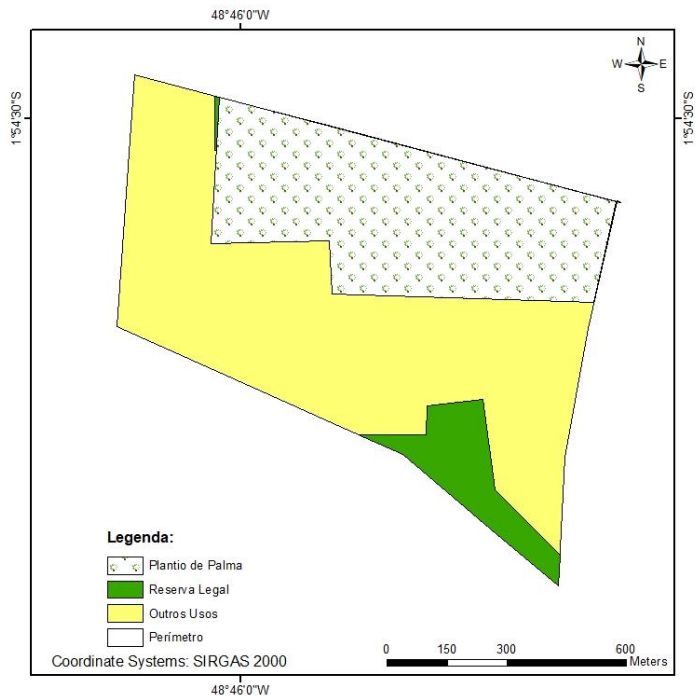 48°46'0"W
N
W E
S
1°54'30"S
1°54'30"S
Legenda:
Plantio de Palma
Reserva Legal
Outros Usos
Perímetro
Coordinate Systems: SIRGAS 2000
0 150 300 600
Meters
48°46'0"W